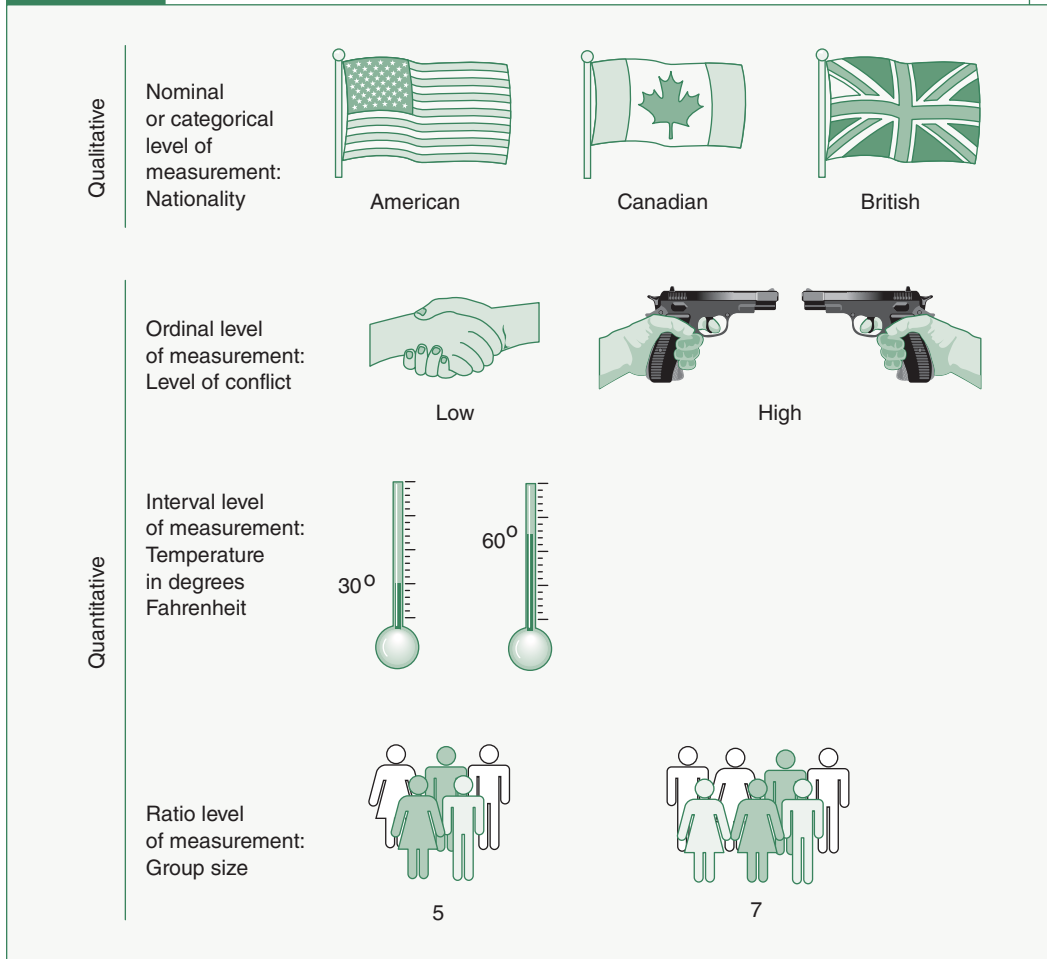 Qualitative
Nominal
or categorical
level of
measurement:
Nationality
American
Canadian
British
Quantitative
Ordinal level
of measurement:
Level of conflict
Low
High
Interval level
of measurement:
Temperature
in degrees
Fahrenheit
30°
60°
Ratio level
of measurement:
Group size
5
7